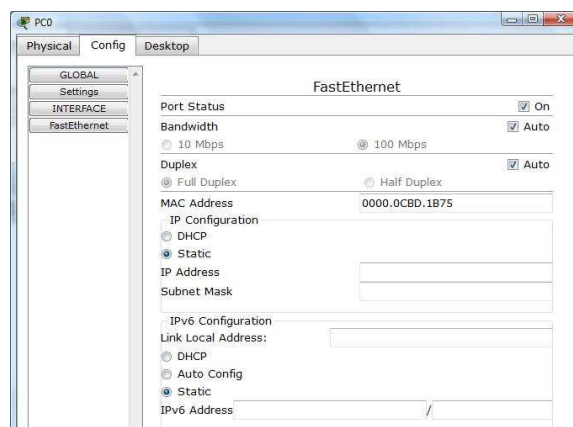 PC0
Physical Config Desktop
GLOBAL
Settings
INTERFACE
FastEthernet
FastEthernet
Port Status On
Bandwidth Auto
10 Mbps 100 Mbps
Duplex Auto
Full Duplex Half Duplex
MAC Address 0000.0CBD.1B75
IP Configuration
DHCP
Static
IP Address
Subnet Mask
IPv6 Configuration
Link Local Address:
DHCP
Auto Config
Static
IPv6 Address /